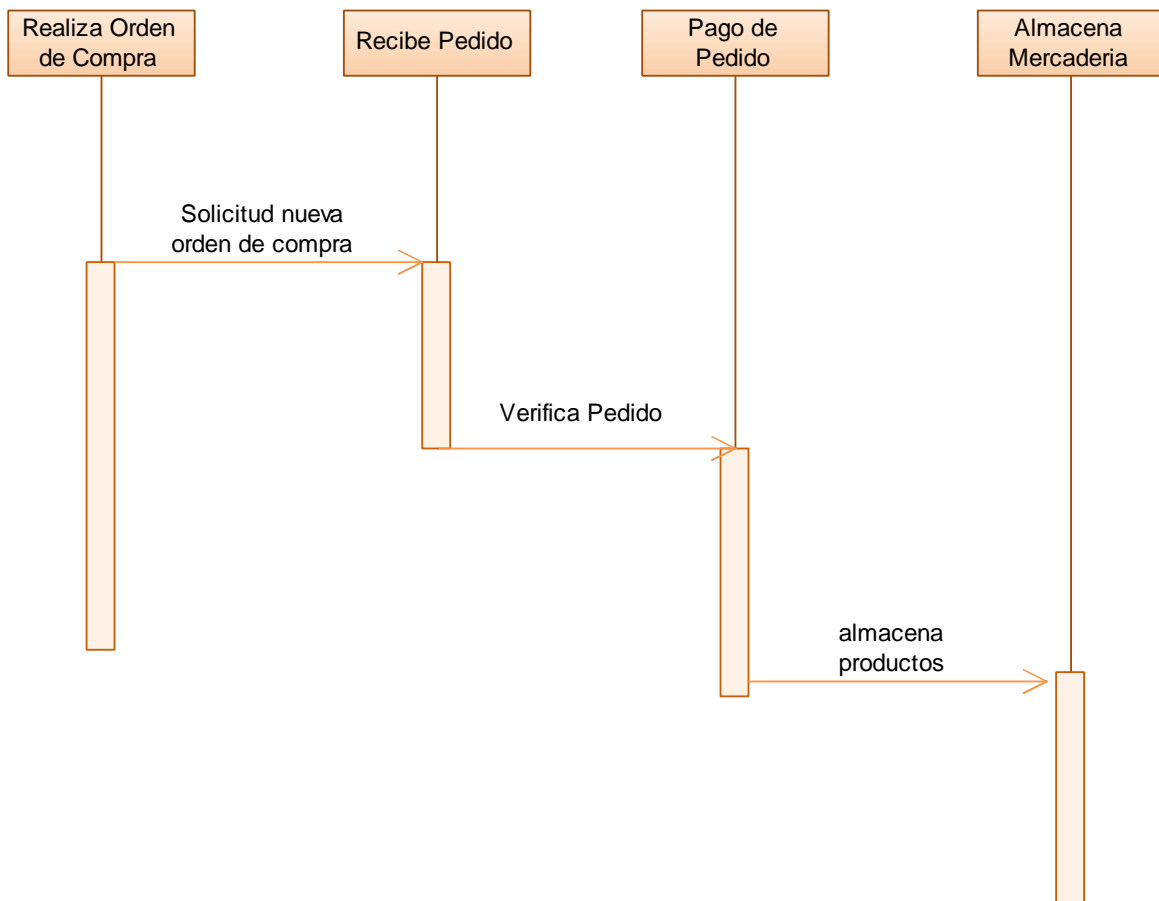 Realiza Orden
de Compra
Recibe Pedido
Pago de
Pedido
Almacena
Mercaderia
Solicitud nueva
orden de compra
Verifica Pedido
almacena
productos